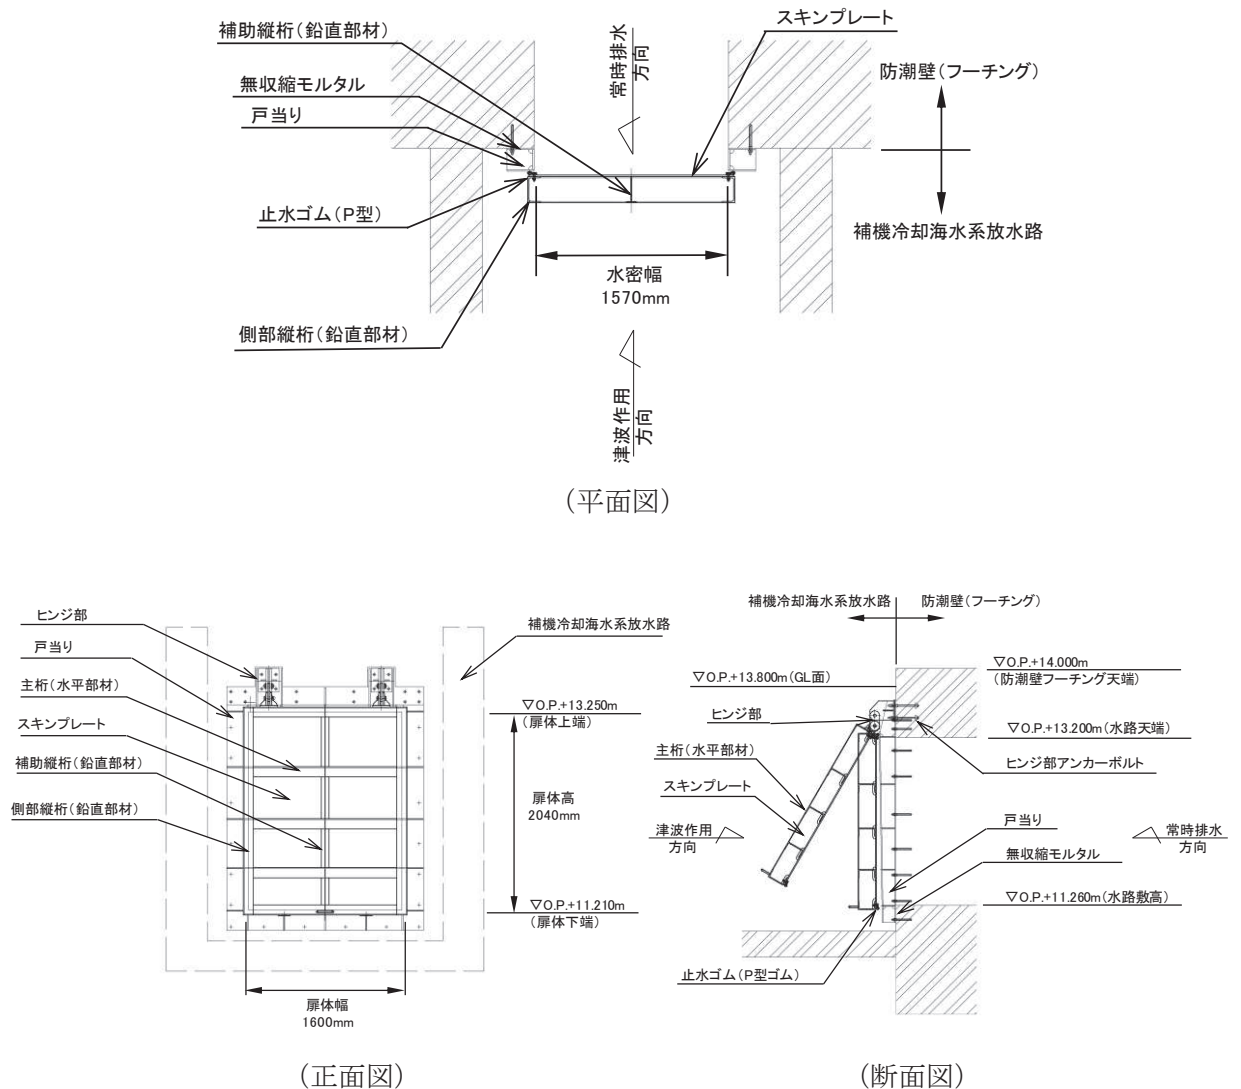 スキンプレート
補助縦桁(鉛直部材)
常時排水
方向
防潮壁(フーチング)
無収縮モルタル
戸当り
止水ゴム(P型)
補機冷却海水系放水路
水密幅
1570mm
側部縦桁(鉛直部材)
津波作用
方向
(平面図)
ヒンジ部
戸当り
主桁(水平部材)
スキンプレート
補助縦桁(鉛直部材)
側部縦桁(鉛直部材)
補機冷却海水系放水路
▽O.P.+13.250m
(扉体上端)
扉体高
2040mm
▽O.P.+11.210m
(扉体下端)
扉体幅
1600mm
(正面図)
補機冷却海水系放水路
防潮壁(フーチング)
▽O.P.+14.000m
(防潮壁フーチング天端)
▽O.P.+13.800m(GL面)
ヒンジ部
▽O.P.+13.200m(水路天端)
主桁(水平部材)
ヒンジ部アンカーボルト
スキンプレート
戸当り
津波作用
方向
常時排水
方向
無収縮モルタル
▽O.P.+11.260m(水路敷高)
止水ゴム(P型ゴム)
(断面図)